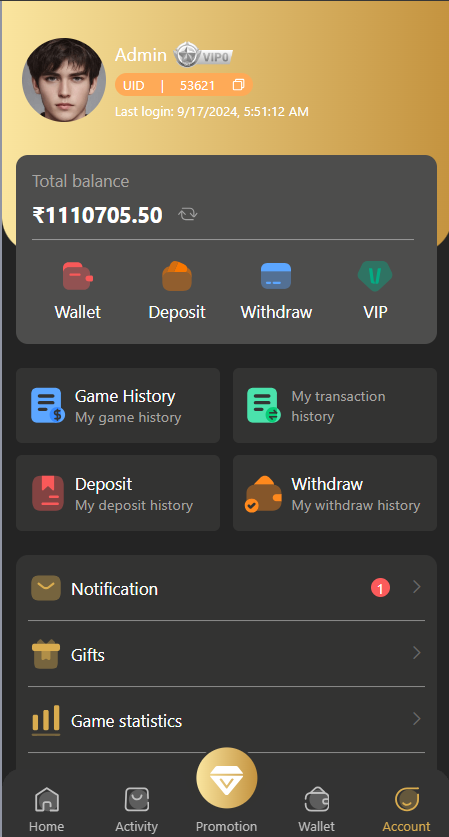 Admin VIP0
UID | 53621
Last login: 9/17/2024, 5:51:12 AM
Total balance
₹1110705.50
Wallet Deposit Withdraw VIP
Game History
My game history
My transaction
history
Deposit
My deposit history
Withdraw
My withdraw history
Notification 1
Gifts
Game statistics
Home Activity Promotion Wallet Account